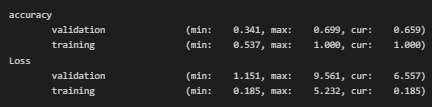 accuracy
validation (min: 0.341, max: 0.699, cur: 0.659)
training (min: 0.537, max: 1.000, cur: 1.000)
Loss
validation (min: 1.151, max: 9.561, cur: 6.557)
training (min: 0.185, max: 5.232, cur: 0.185)